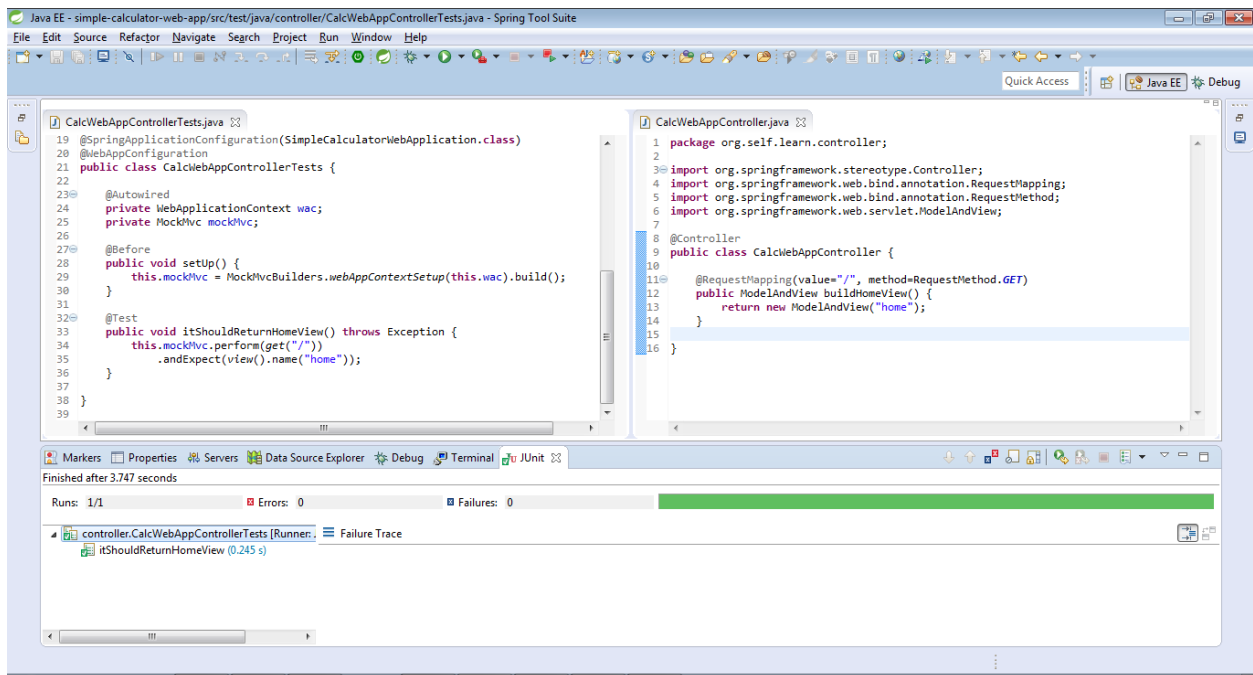 Java EE - simple-calculator-web-app/src/test/java/controller/CalcWebAppControllerTests.java - Spring Tool Suite
File Edit Source Refactor Navigate Search Project Run Window Help
Quick Access
Java EE
Debug
CalcWebAppControllerTests.java
19 @SpringApplicationConfiguration(SimpleCalculatorWebApplication.class)
20 @WebAppConfiguration
21 public class CalcWebAppControllerTests {
22
23 @Autowired
24 private WebApplicationContext wac;
25 private MockMvc mockMvc;
26
27 @Before
28 public void setUp() {
29 this.mockMvc = MockMvcBuilders.webAppContextSetup(this.wac).build();
30 }
31
32 @Test
33 public void itShouldReturnHomeView() throws Exception {
34 this.mockMvc.perform(get("/"))
35 .andExpect(view().name("home"));
36 }
37
38 }
39
CalcWebAppController.java
1 package org.self.learn.controller;
2
3 import org.springframework.stereotype.Controller;
4 import org.springframework.web.bind.annotation.RequestMapping;
5 import org.springframework.web.bind.annotation.RequestMethod;
6 import org.springframework.web.servlet.ModelAndView;
7
8 @Controller
9 public class CalcWebAppController {
10
11 @RequestMapping(value="/", method=RequestMethod.GET)
12 public ModelAndView buildHomeView() {
13 return new ModelAndView("home");
14 }
15
16 }
Markers Properties Servers Data Source Explorer Debug Terminal JUnit
Finished after 3.747 seconds
Runs: 1/1 Errors: 0 Failures: 0
controller.CalcWebAppControllerTests [Runner: . Failure Trace
itShouldReturnHomeView (0.245 s)